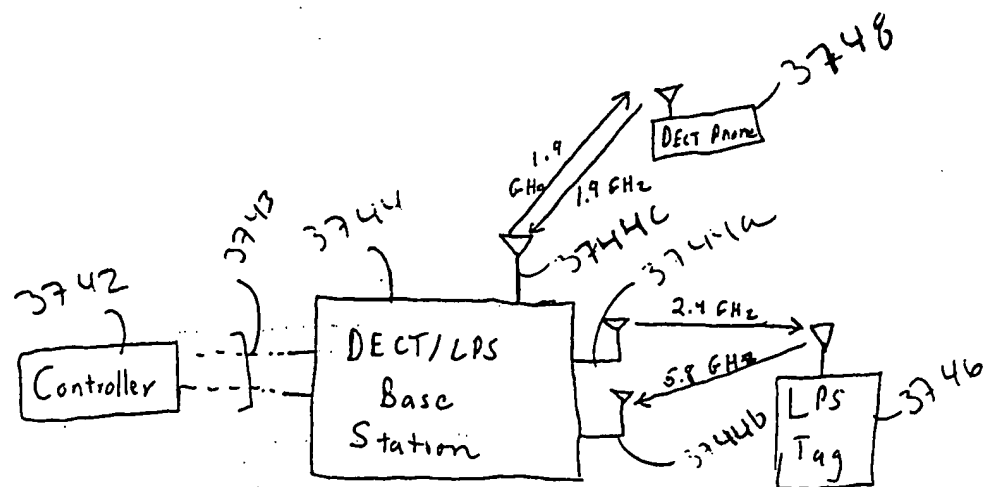 3748
DECT Phone
1.9
GHz
1.9 GHz
3743
3744
3744c
3744a
3742
2.4 GHz
DECT/LPS
Base
Station
Controller
5.8 GHz
3746
LPS
Tag
3744b